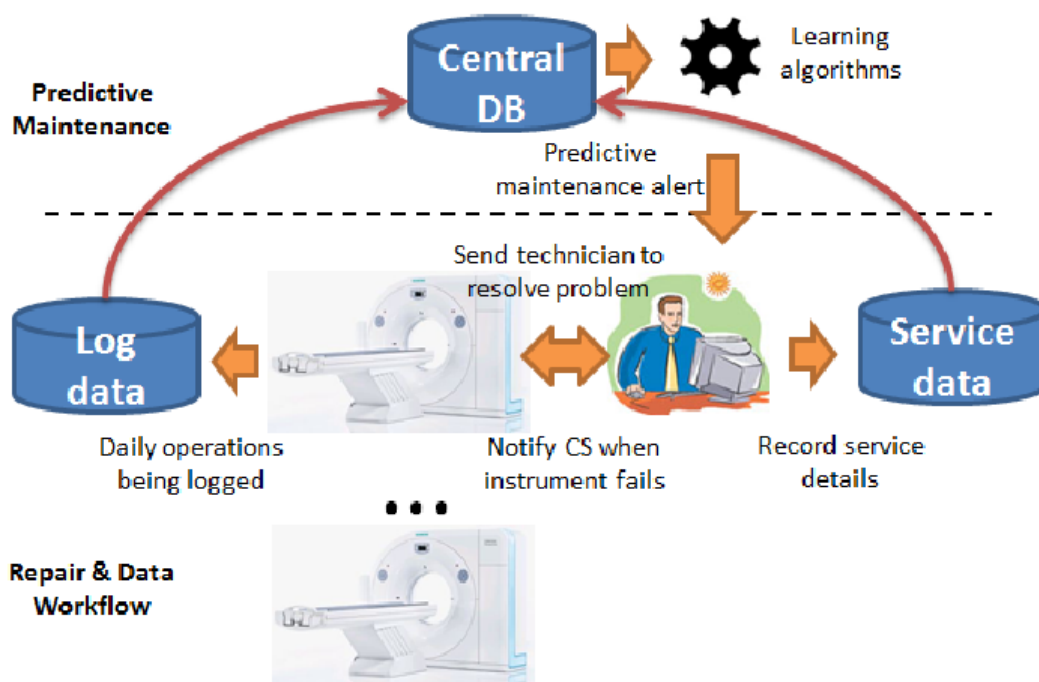 Central
DB
Learning
algorithms
Predictive
Maintenance
Predictive
maintenance alert
Send technician to
resolve problem
Log
data
Service
data
Daily operations
being logged
Notify CS when
instrument fails
Record service
details
Repair & Data
Workflow